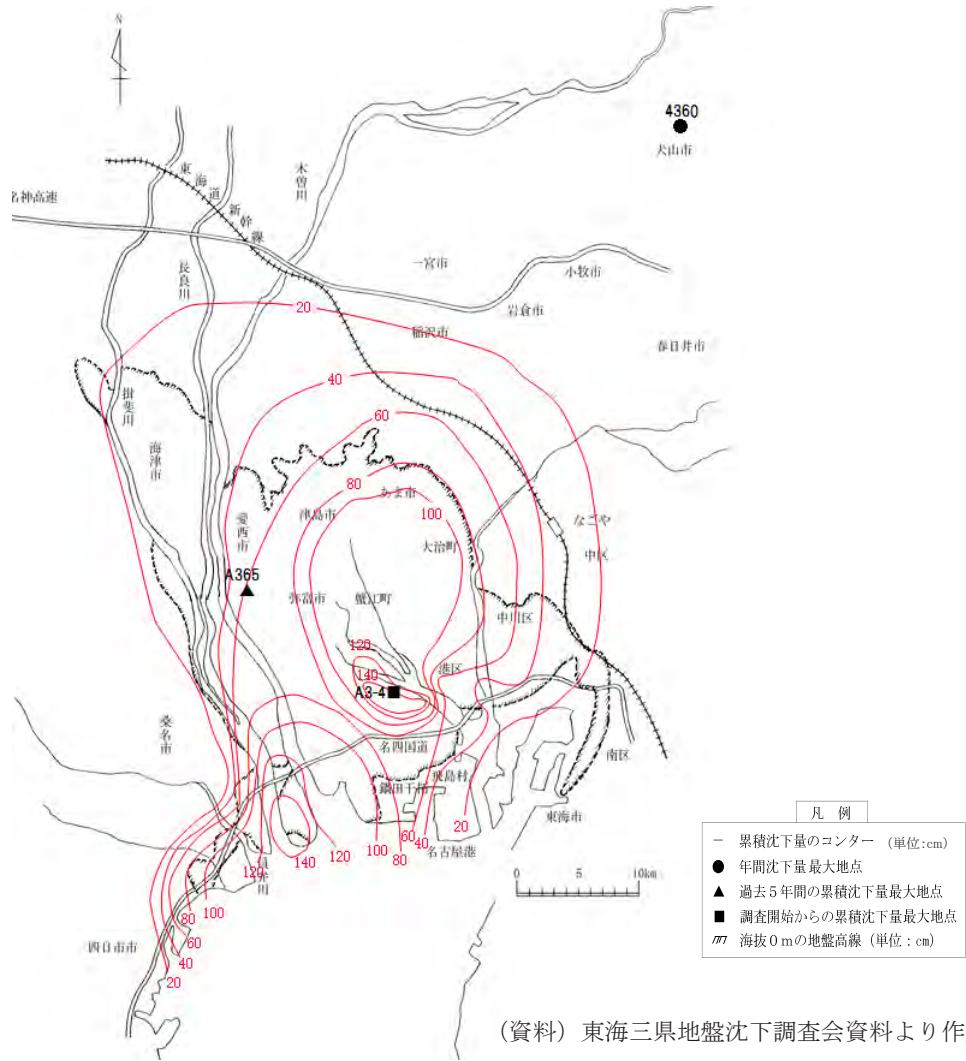 N
4360
犬山市
木曽川
東海道新幹線
名神高速
一宮市
小牧市
長良川
岩倉市
20
稲沢市
春日井市
40
揖斐川
60
海津市
80
あま市
100
津島市
愛西市
なごや
大治町
中区
A365
弥富市
蟹江町
中川区
120
港区
140
A3-4
桑名市
名四国道
南区
飛島村
鍋田干拓
東海市
20
60
40
120
100
80
名古屋港
140
120
員弁川
100
80
60
四日市市
40
20
0
5
10km
凡 例
累積沈下量のコンター (単位:cm)
年間沈下量最大地点
過去5年間の累積沈下量最大地点
調査開始からの累積沈下量最大地点
海抜0mの地盤高線 (単位:cm)
(資料) 東海三県地盤沈下調査会資料より作